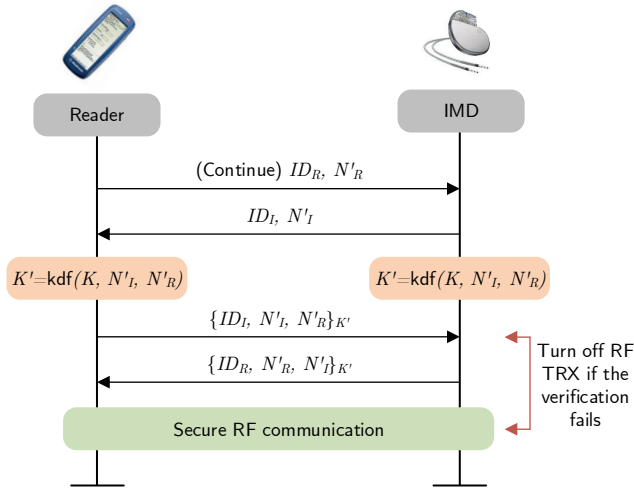 Reader
IMD
(Continue) ID_R, N'_R
ID_I, N'_I
K'=kdf(K, N'_I, N'_R)
K'=kdf(K, N'_I, N'_R)
{ID_I, N'_I, N'_R}_K'
{ID_R, N'_R, N'_I}_K'
Turn off RF
TRX if the
verification
fails
Secure RF communication